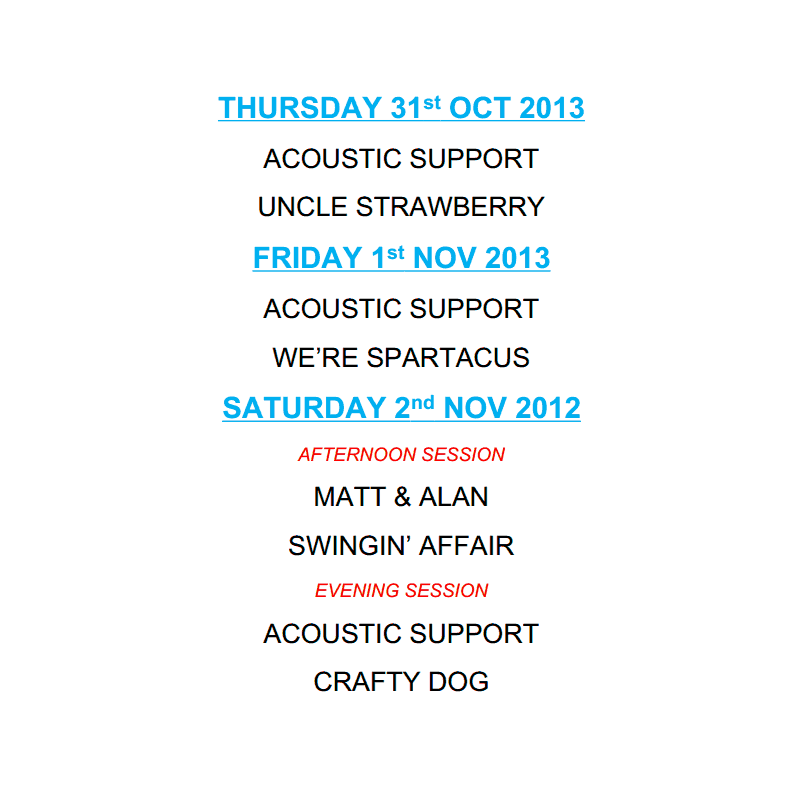 THURSDAY 31st OCT 2013
ACOUSTIC SUPPORT
UNCLE STRAWBERRY
FRIDAY 1st NOV 2013
ACOUSTIC SUPPORT
WE’RE SPARTACUS
SATURDAY 2nd NOV 2012
AFTERNOON SESSION
MATT & ALAN
SWINGIN’ AFFAIR
EVENING SESSION
ACOUSTIC SUPPORT
CRAFTY DOG